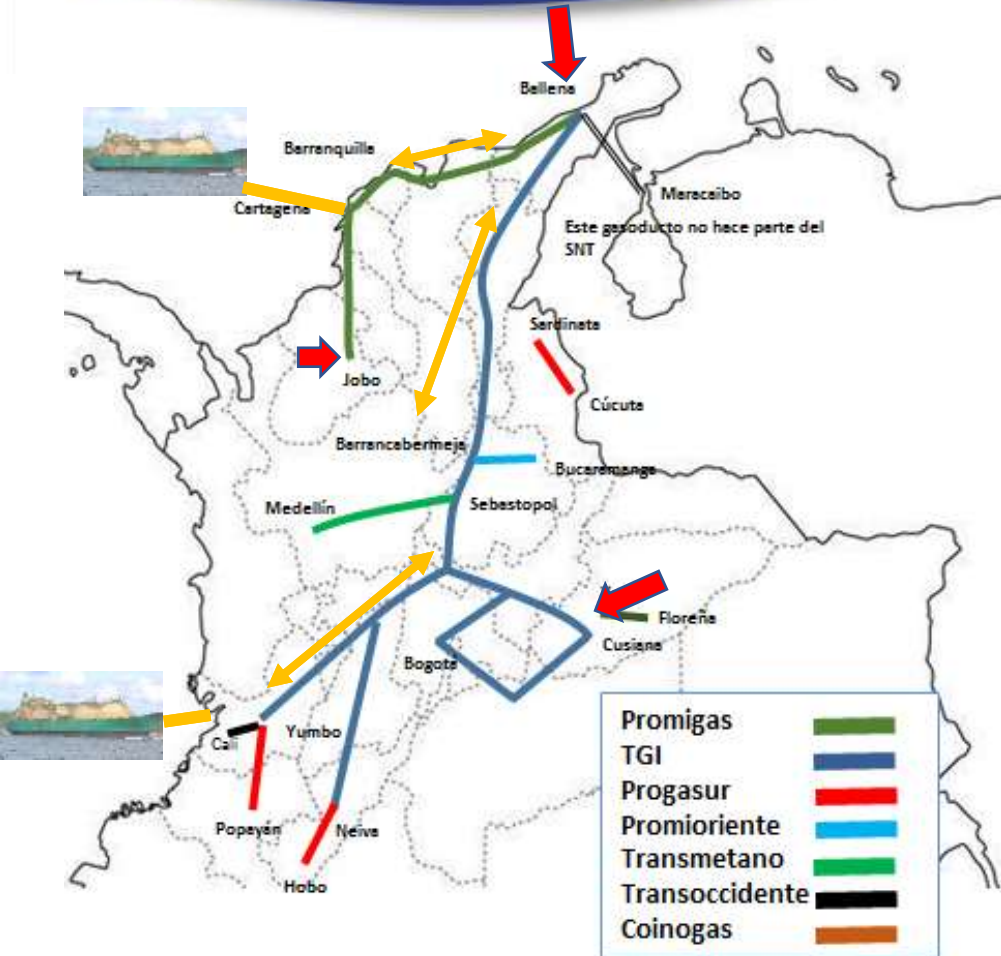 Ballena
Barranquilla
Maracaibo
Cartagena
Este gasoducto no hace parte del
SNT
Sardinata
Jobo
Cúcuta
Barrancabermeja
Bucaramanga
Medellín
Sebastopol
Floreña
Cusiana
Bogotá
Cali
Yumbo
Popayán
Neiva
Hobo
Promigas
TGI
Progasur
Promioriente
Transmetano
Transoccidente
Coinogas